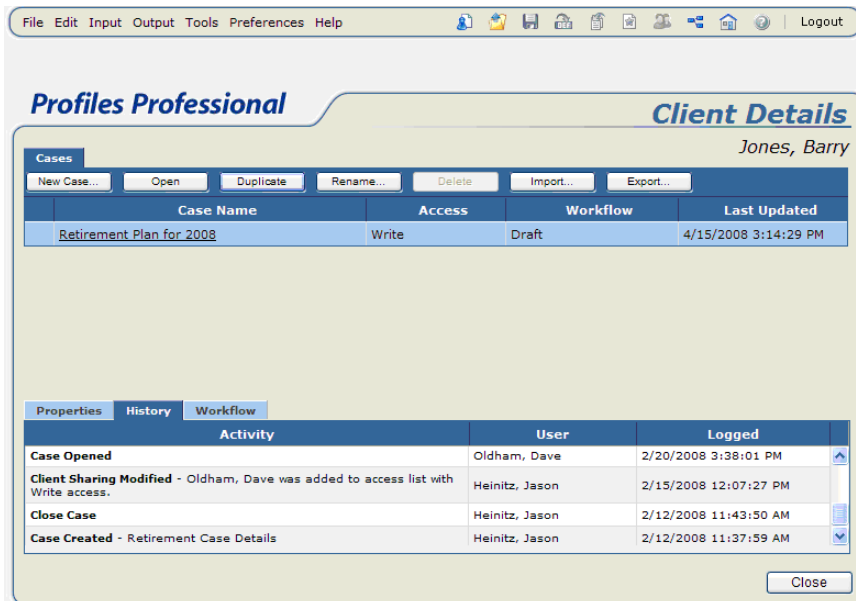 File Edit Input Output Tools Preferences Help
Logout
Profiles Professional
Client Details
Jones, Barry
Cases
New Case... Open Duplicate Rename... Delete Import... Export...
Case Name Access Workflow Last Updated
Retirement Plan for 2008 Write Draft 4/15/2008 3:14:29 PM
Properties History Workflow
Activity User Logged
Case Opened Oldham, Dave 2/20/2008 3:38:01 PM
Client Sharing Modified - Oldham, Dave was added to access list with
Write access. Heinitz, Jason 2/15/2008 12:07:27 PM
Close Case Heinitz, Jason 2/12/2008 11:43:50 AM
Case Created - Retirement Case Details Heinitz, Jason 2/12/2008 11:37:59 AM
Close